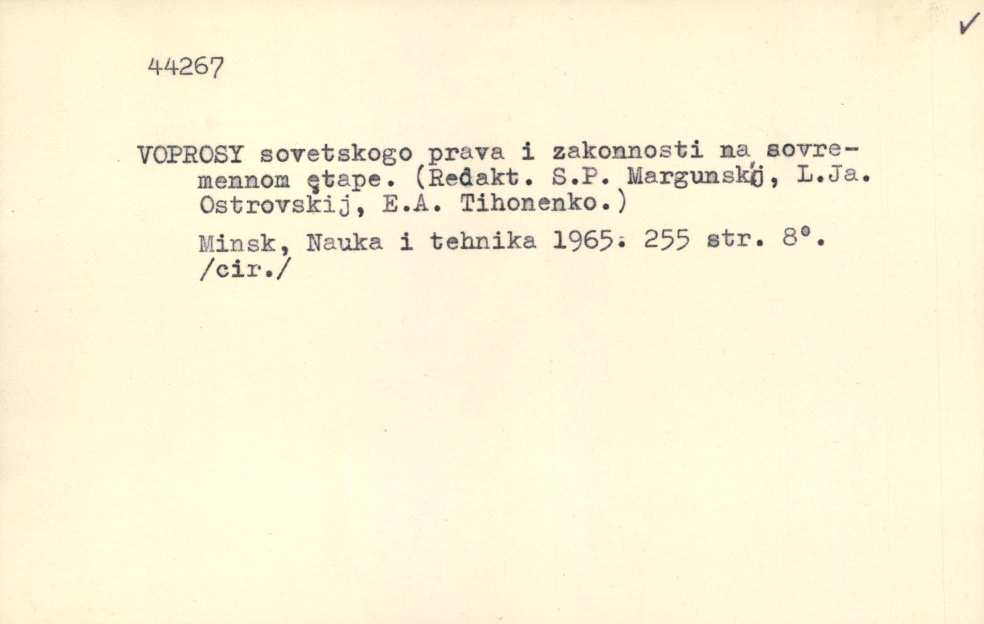 44267
VOPROSY sovetskogo prava i zakonnosti na sovre-
mennom ętape. (Redakt. S.P. Margunskij, L.Ja.
Ostrovskij, E.A. Tihonenko.)
Minsk, Nauka i tehnika 1965. 255 str. 8°.
/cir./